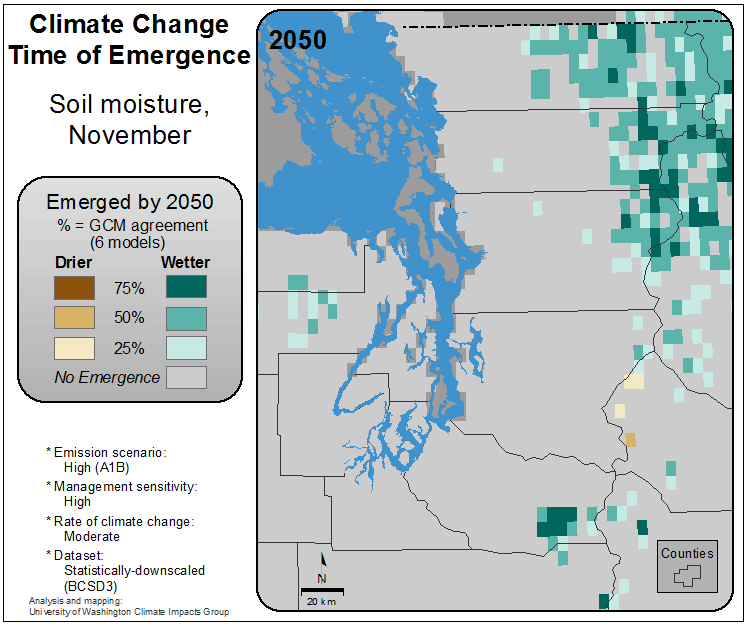 Climate Change
Time of Emergence
Soil moisture,
November
Emerged by 2050
% = GCM agreement
(6 models)
Drier Wetter
75%
50%
25%
No Emergence
* Emission scenario:
High (A1B)
* Management sensitivity:
High
* Rate of climate change:
Moderate
* Dataset:
Statistically-downscaled
(BCSD3)
Analysis and mapping:
University of Washington Climate Impacts Group
2050
N
20 km
Counties